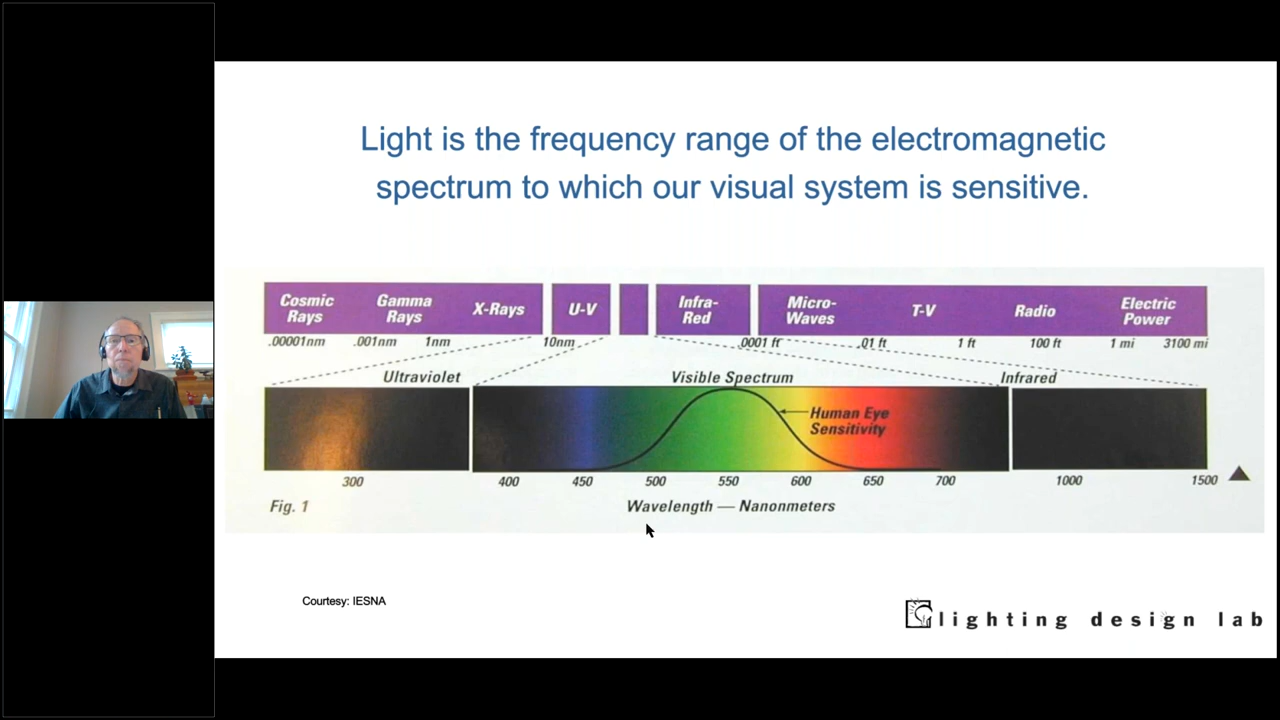 Light is the frequency range of the electromagnetic
spectrum to which our visual system is sensitive.
Cosmic Rays
Gamma Rays
X-Rays
U-V
Infra-Red
Micro-Waves
T-V
Radio
Electric Power
.00001nm .001nm 1nm 10nm .0001 ft .01 ft 1 ft 100 ft 1 mi 3100 mi
Ultraviolet Visible Spectrum Infrared
Human Eye
Sensitivity
300 400 450 500 550 600 650 700 1000 1500
Fig. 1 Wavelength — Nanonmeters
Courtesy: IESNA
lighting design lab